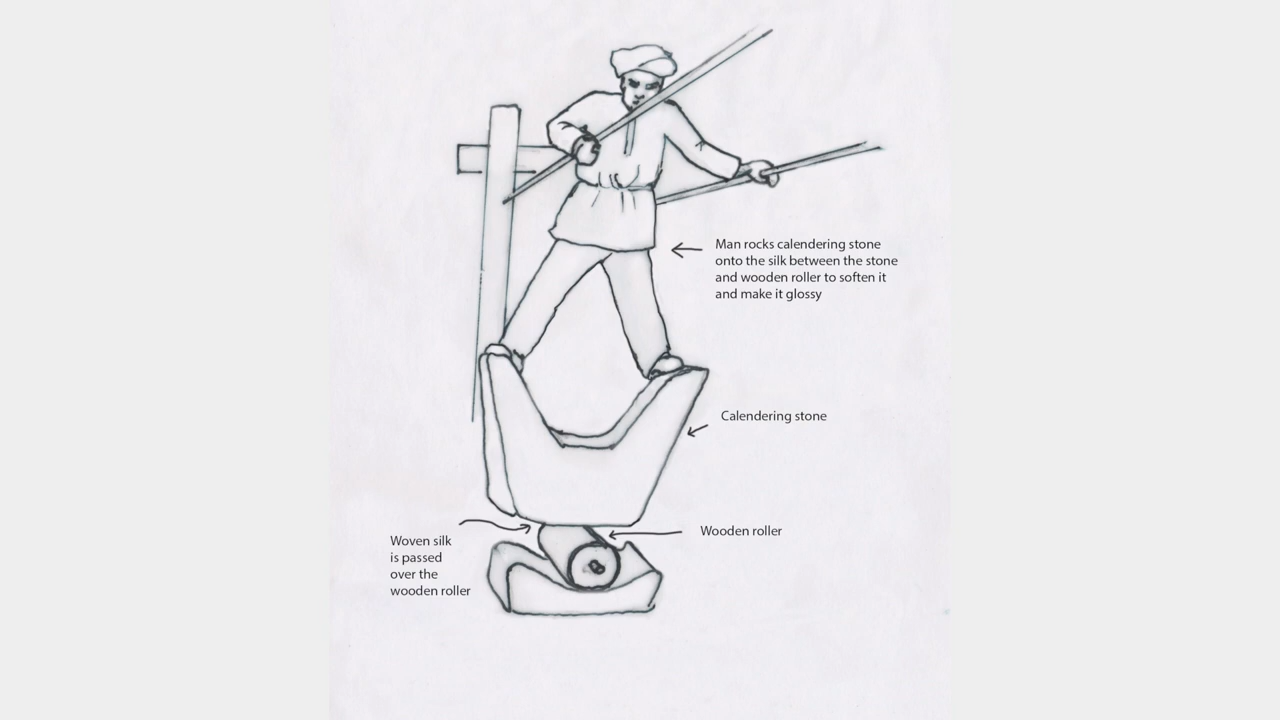 Man rocks calendering stone
onto the silk between the stone
and wooden roller to soften it
and make it glossy
Calendering stone
Wooden roller
Woven silk
is passed
over the
wooden roller